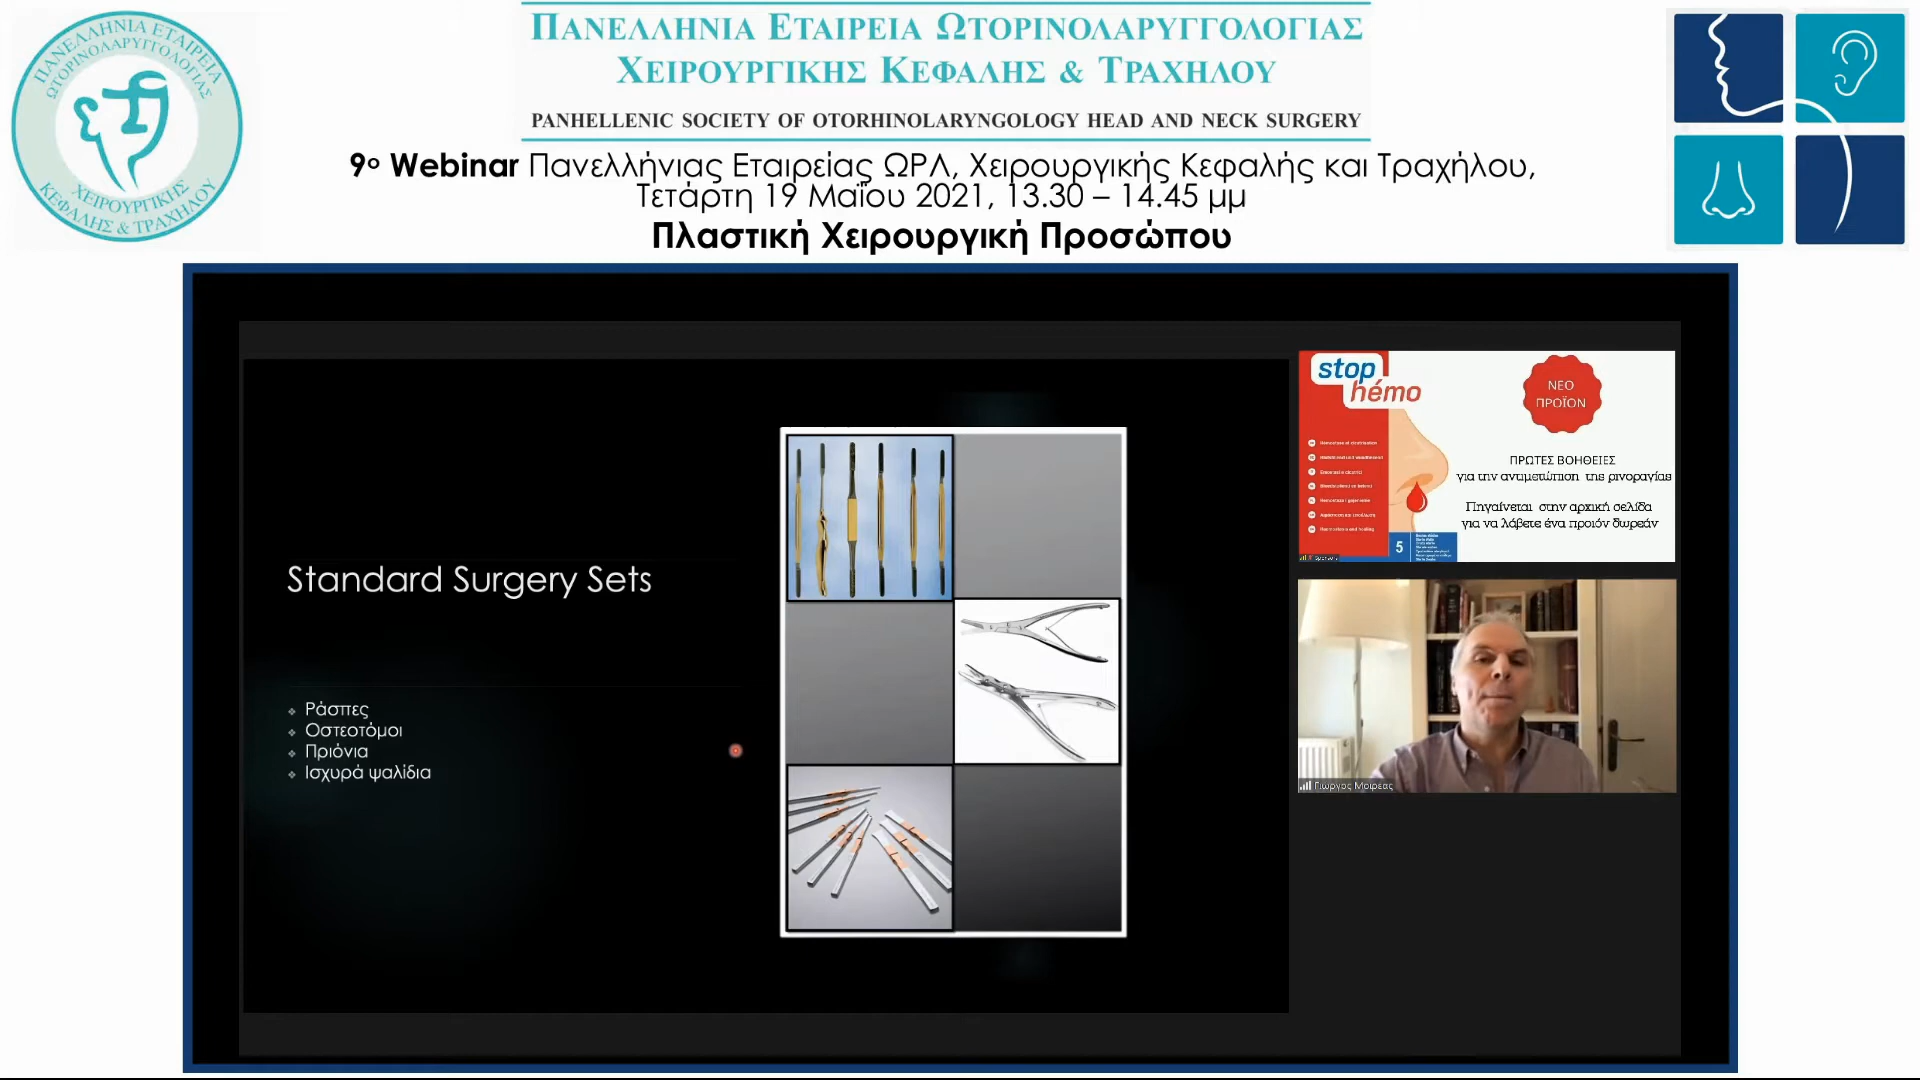 ΠΑΝΕΛΛΗΝΙΑ ΕΤΑΙΡΕΙΑ
ΩΤΟΡΙΝΟΛΑΡΥΓΓΟΛΟΓΙΑΣ
ΧΕΙΡΟΥΡΓΙΚΗΣ
ΚΕΦΑΛΗΣ & ΤΡΑΧΗΛΟΥ
ΠΑΝΕΛΛΗΝΙΑ ΕΤΑΙΡΕΙΑ ΩΤΟΡΙΝΟΛΑΡΥΓΓΟΛΟΓΙΑΣ
ΧΕΙΡΟΥΡΓΙΚΗΣ ΚΕΦΑΛΗΣ & ΤΡΑΧΗΛΟΥ
PANHELLENIC SOCIETY OF OTORHINOLARYNGOLOGY HEAD AND NECK SURGERY
9ο Webinar Πανελλήνιας Εταιρείας ΩΡΛ, Χειρουργικής Κεφαλής και Τραχήλου,
Τετάρτη 19 Μαΐου 2021, 13.30 – 14.45 μμ
Πλαστική Χειρουργική Προσώπου
Standard Surgery Sets
❖ Ράσπες
❖ Οστεοτόμοι
❖ Πριόνια
❖ Ισχυρά ψαλίδια
stop
hémo
ΝΕΟ
ΠΡΟΪΟΝ
ΠΡΩΤΕΣ ΒΟΗΘΕΙΕΣ
για την αντιμετώπιση της ρινοραγίας
Πηγαίνεται στην αρχική σελίδα
για να λάβετε ένα προιόν δωρεάν
5
Γιώργος Μοιρέας